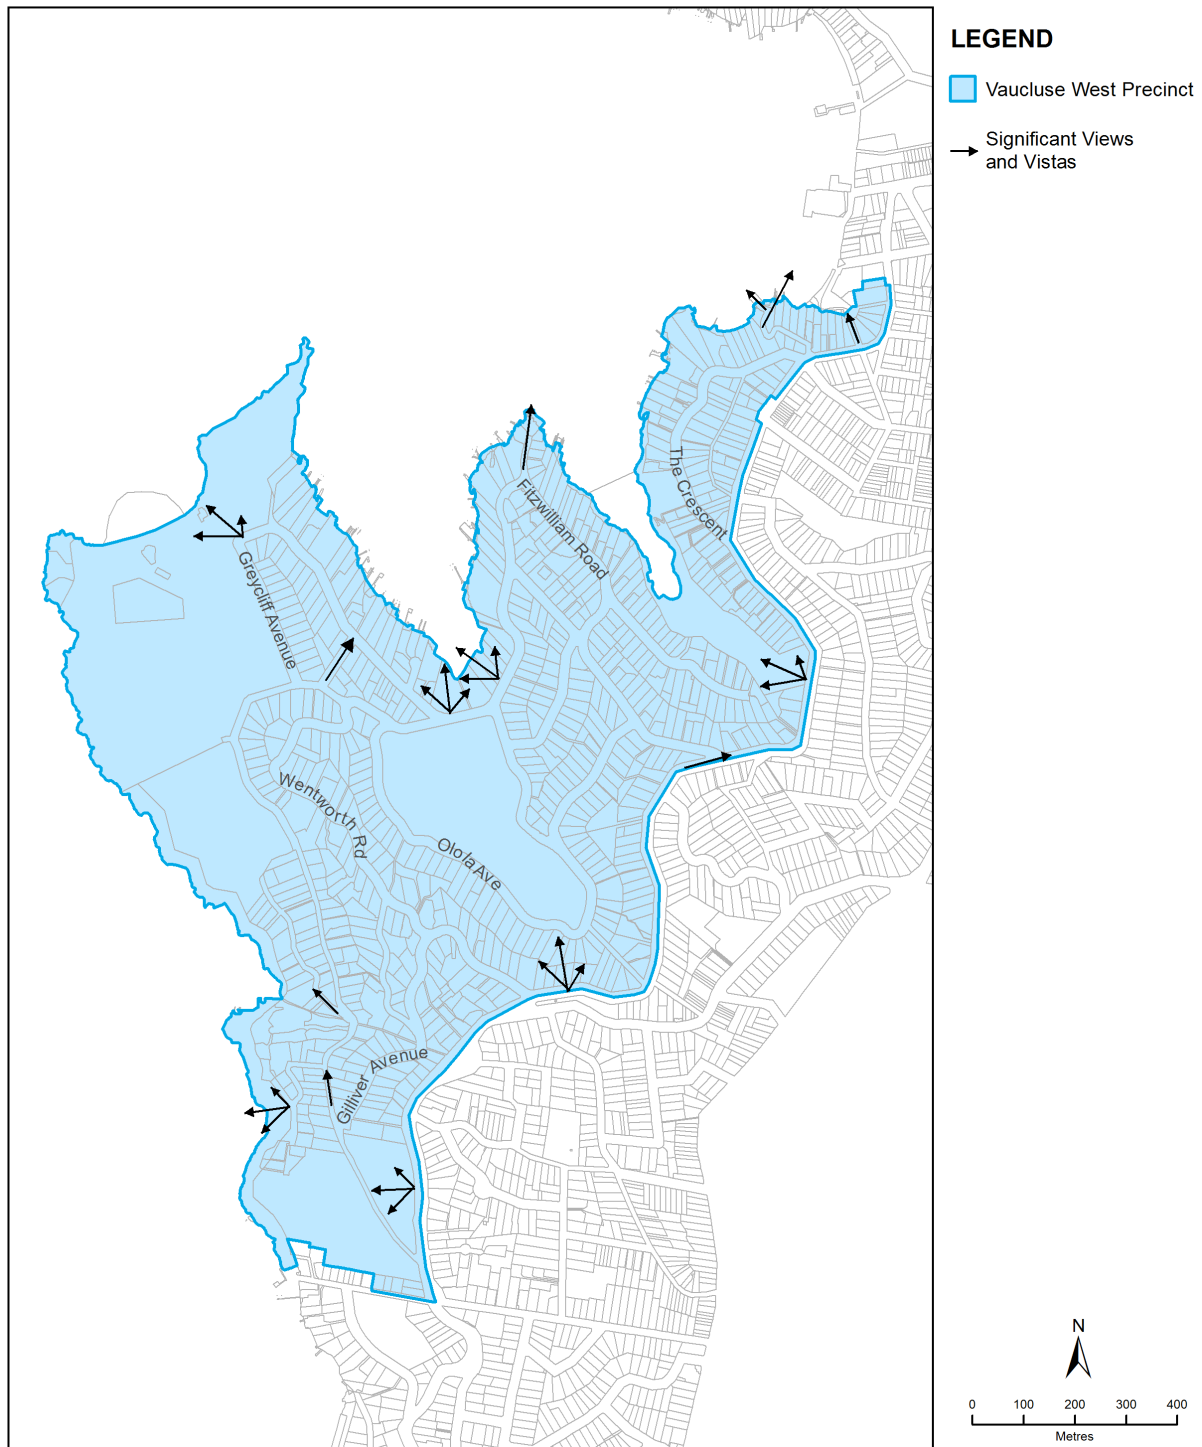 LEGEND
Vaucluse West Precinct
Significant Views
and Vistas
The Crescent
Fitzwilliam Road
Greycliff Avenue
Wentworth Rd
Olola Ave
Gilliver Avenue
N
0 100 200 300 400
Metres